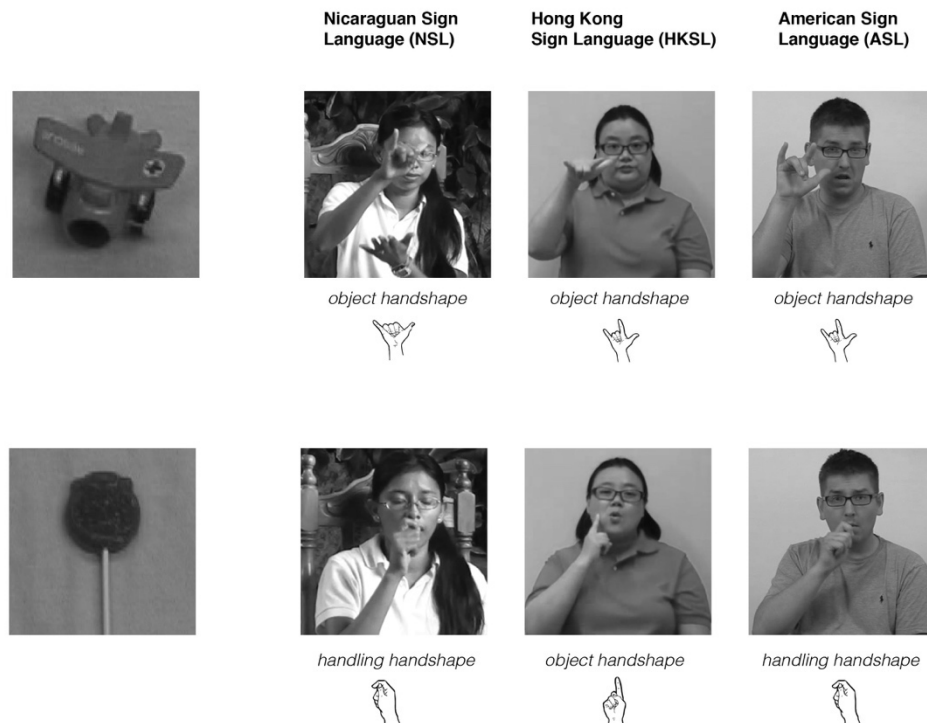 Nicaraguan Sign
Language (NSL)
Hong Kong
Sign Language (HKSL)
American Sign
Language (ASL)
object handshape
object handshape
object handshape
handling handshape
object handshape
handling handshape